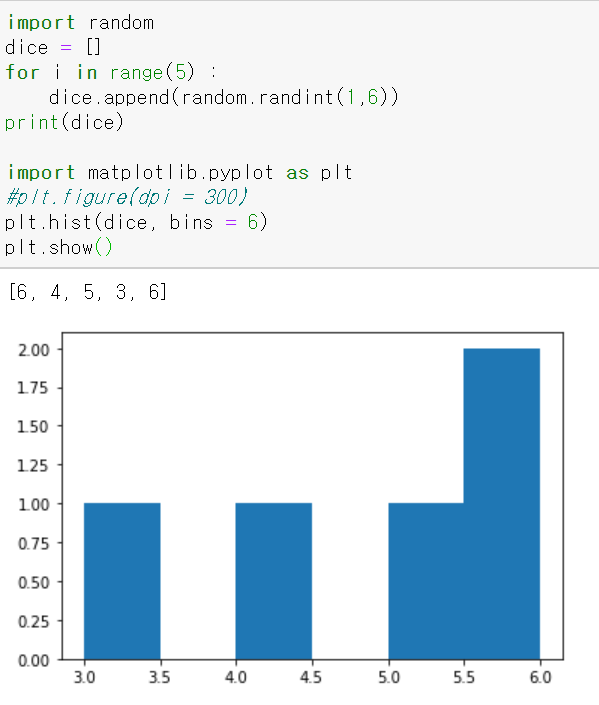 import random
dice = []
for i in range(5) :
    dice.append(random.randint(1,6))
print(dice)

import matplotlib.pyplot as plt
#plt.figure(dpi = 300)
plt.hist(dice, bins = 6)
plt.show()
[6, 4, 5, 3, 6]
2.00
1.75
1.50
1.25
1.00
0.75
0.50
0.25
0.00
3.0 3.5 4.0 4.5 5.0 5.5 6.0